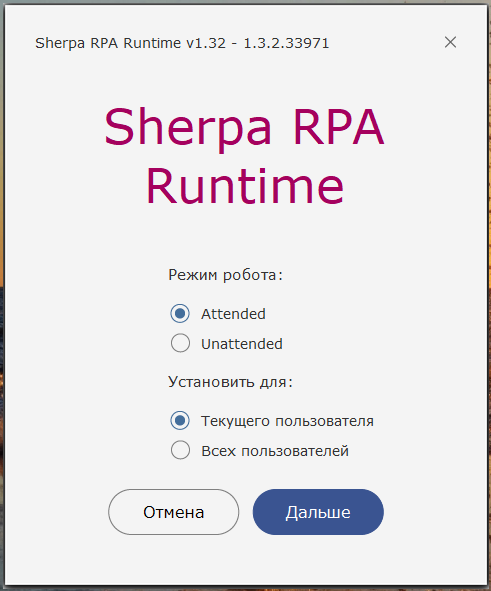 Sherpa RPA Runtime v1.32 - 1.3.2.33971
Sherpa RPA
Runtime
Режим робота:
Attended
Unattended
Установить для:
Текущего пользователя
Всех пользователей
Отмена
Дальше